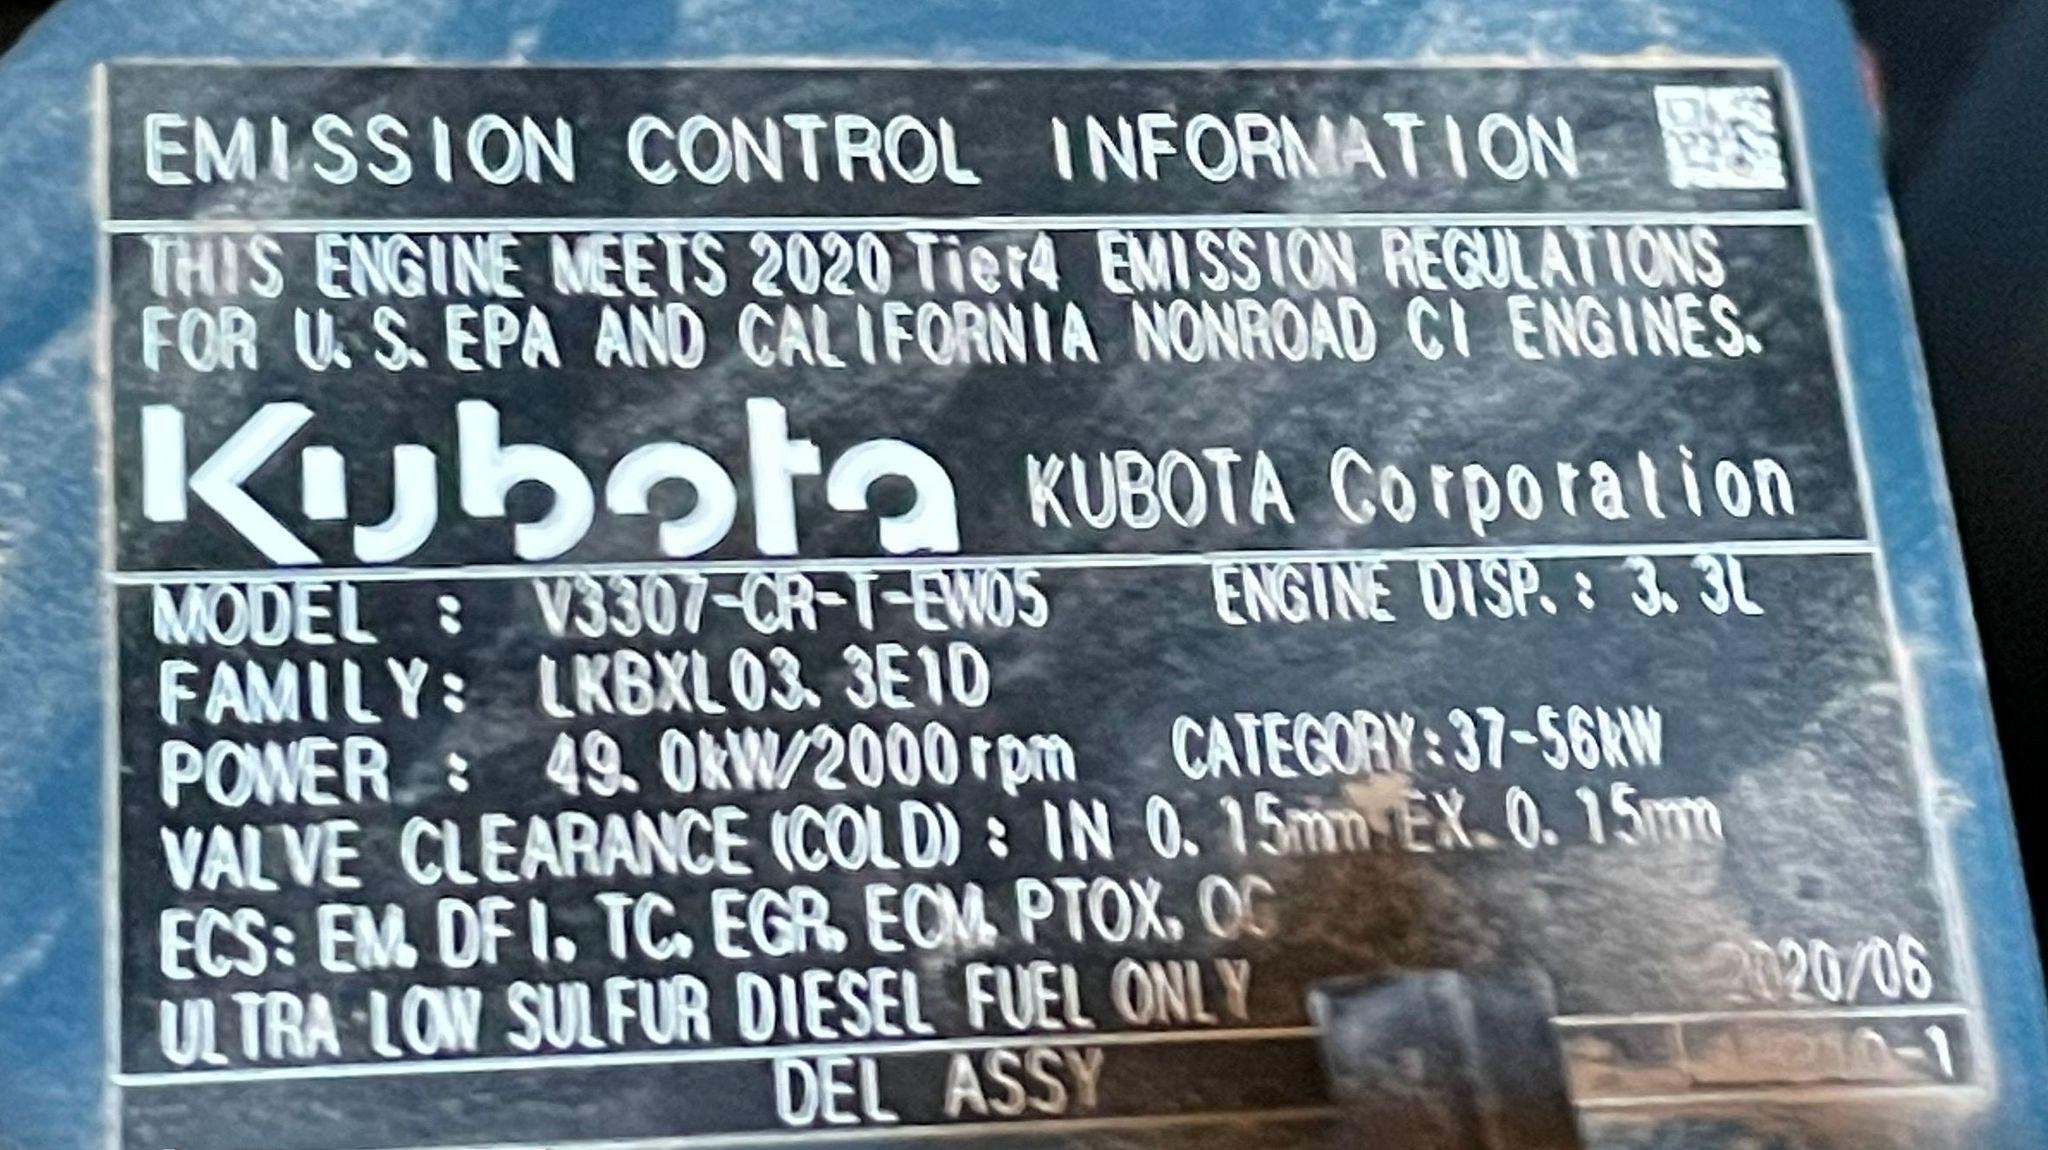 EMISSION CONTROL INFORMATION
THIS ENGINE MEETS 2020 Tier4 EMISSION REGULATIONS
FOR U.S. EPA AND CALIFORNIA NONROAD CI ENGINES.
Kubota KUBOTA Corporation
MODEL : V3307-CR-T-EW05 ENGINE DISP.: 3.3L
FAMILY: LKBXL03.3E1D
POWER : 49.0kW/2000rpm CATEGORY:37-56kW
VALVE CLEARANCE (COLD) : IN 0.15mm EX.0.15mm
ECS: EM, DFI, TC, EGR, ECM, PTOX, OC
2020/06
ULTRA LOW SULFUR DIESEL FUEL ONLY
DEL ASSY